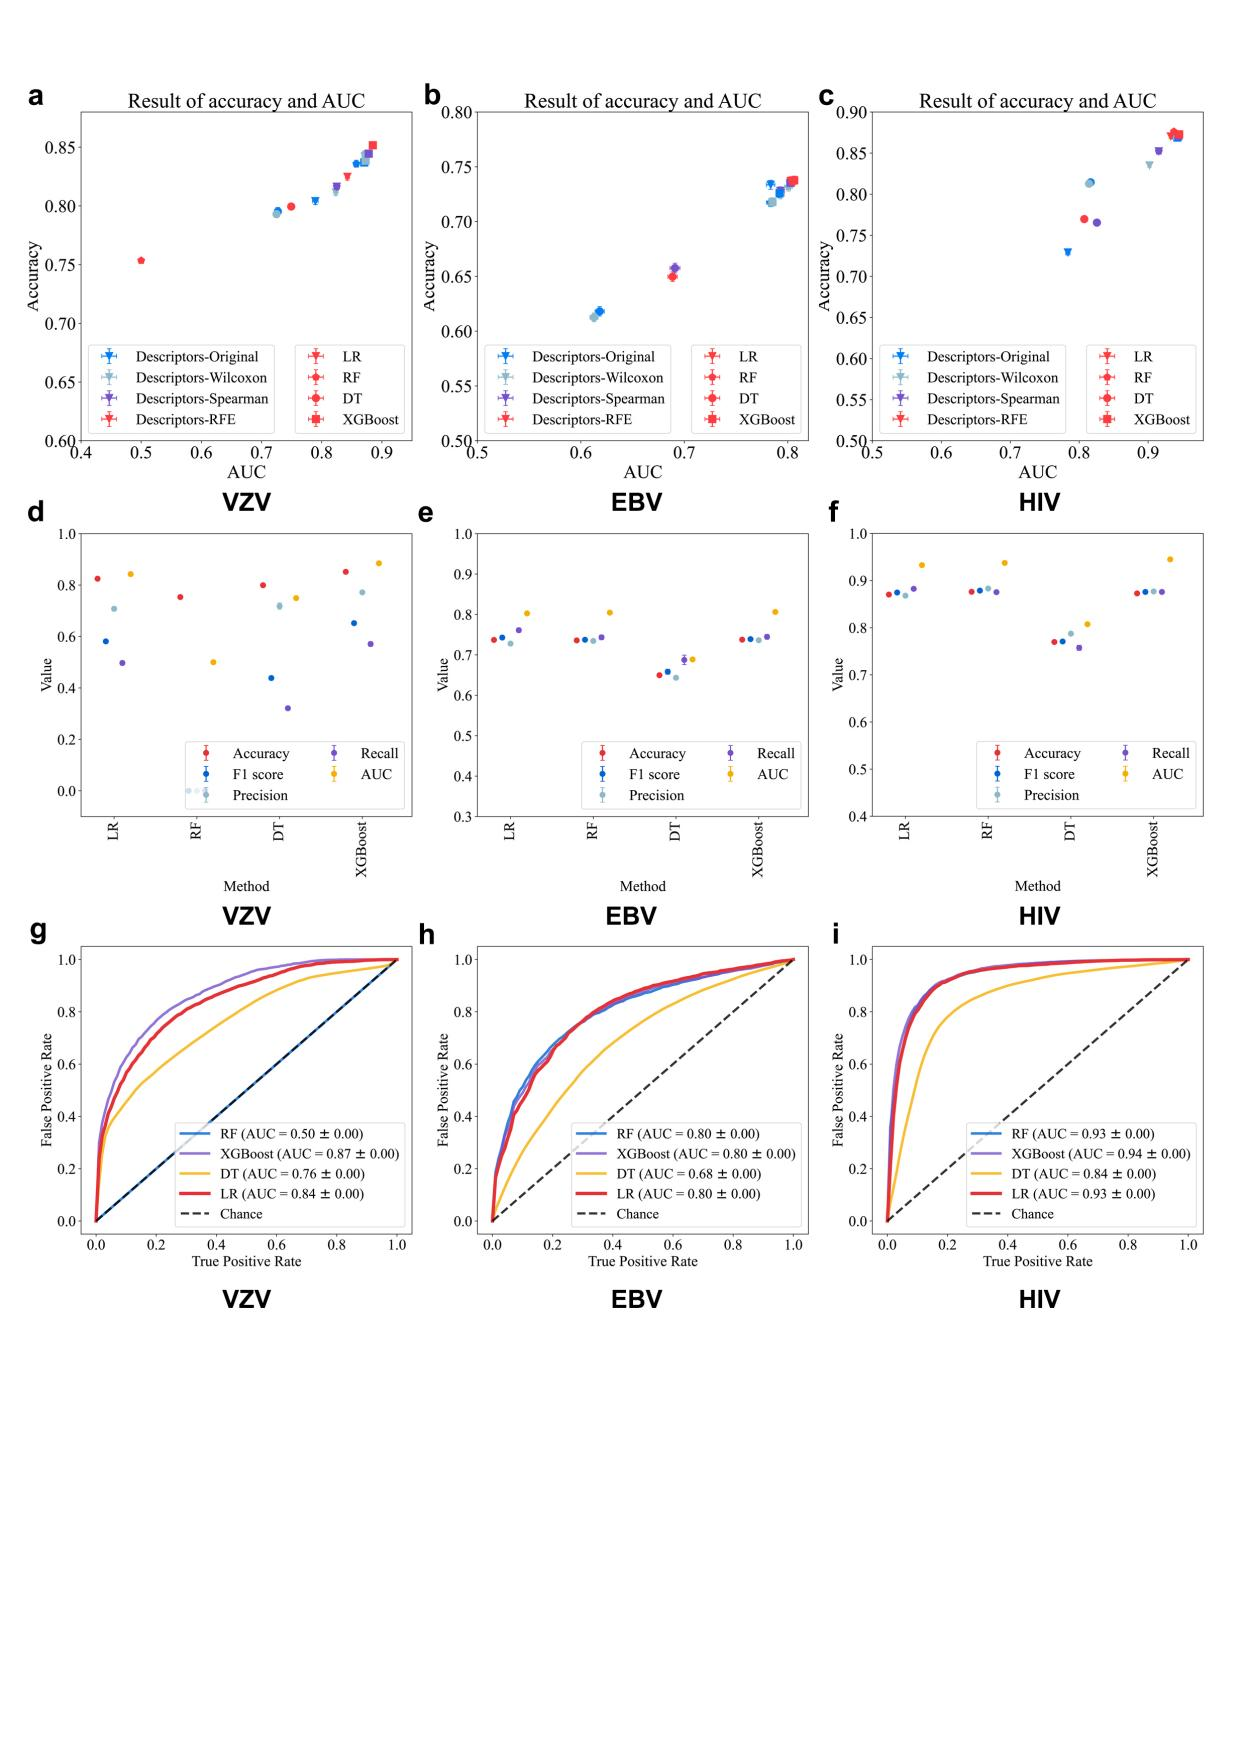 a
Result of accuracy and AUC
0.85
0.80
0.75
0.70
0.65
0.60
Accuracy
Descriptors-Original
Descriptors-Wilcoxon
Descriptors-Spearman
Descriptors-RFE
LR
RF
DT
XGBoost
0.4 0.5 0.6 0.7 0.8 0.9
AUC
VZV
b
Result of accuracy and AUC
0.80
0.75
0.70
0.65
0.60
0.55
0.50
Accuracy
Descriptors-Original
Descriptors-Wilcoxon
Descriptors-Spearman
Descriptors-RFE
LR
RF
DT
XGBoost
0.5 0.6 0.7 0.8
AUC
EBV
c
Result of accuracy and AUC
0.90
0.85
0.80
0.75
0.70
0.65
0.60
0.55
0.50
Accuracy
Descriptors-Original
Descriptors-Wilcoxon
Descriptors-Spearman
Descriptors-RFE
LR
RF
DT
XGBoost
0.5 0.6 0.7 0.8 0.9
AUC
HIV
d
1.0
0.8
0.6
0.4
0.2
0.0
Value
Accuracy
F1 score
Precision
Recall
AUC
LR
RF
DT
XGBoost
Method
VZV
e
1.0
0.9
0.8
0.7
0.6
0.5
0.4
0.3
Value
Accuracy
F1 score
Precision
Recall
AUC
LR
RF
DT
XGBoost
Method
EBV
f
1.0
0.9
0.8
0.7
0.6
0.5
0.4
Value
Accuracy
F1 score
Precision
Recall
AUC
LR
RF
DT
XGBoost
Method
HIV
g
1.0
0.8
0.6
0.4
0.2
0.0
False Positive Rate
RF (AUC = 0.50 ± 0.00)
XGBoost (AUC = 0.87 ± 0.00)
DT (AUC = 0.76 ± 0.00)
LR (AUC = 0.84 ± 0.00)
Chance
0.0 0.2 0.4 0.6 0.8 1.0
True Positive Rate
VZV
h
1.0
0.8
0.6
0.4
0.2
0.0
False Positive Rate
RF (AUC = 0.80 ± 0.00)
XGBoost (AUC = 0.80 ± 0.00)
DT (AUC = 0.68 ± 0.00)
LR (AUC = 0.80 ± 0.00)
Chance
0.0 0.2 0.4 0.6 0.8 1.0
True Positive Rate
EBV
i
1.0
0.8
0.6
0.4
0.2
0.0
False Positive Rate
RF (AUC = 0.93 ± 0.00)
XGBoost (AUC = 0.94 ± 0.00)
DT (AUC = 0.84 ± 0.00)
LR (AUC = 0.93 ± 0.00)
Chance
0.0 0.2 0.4 0.6 0.8 1.0
True Positive Rate
HIV